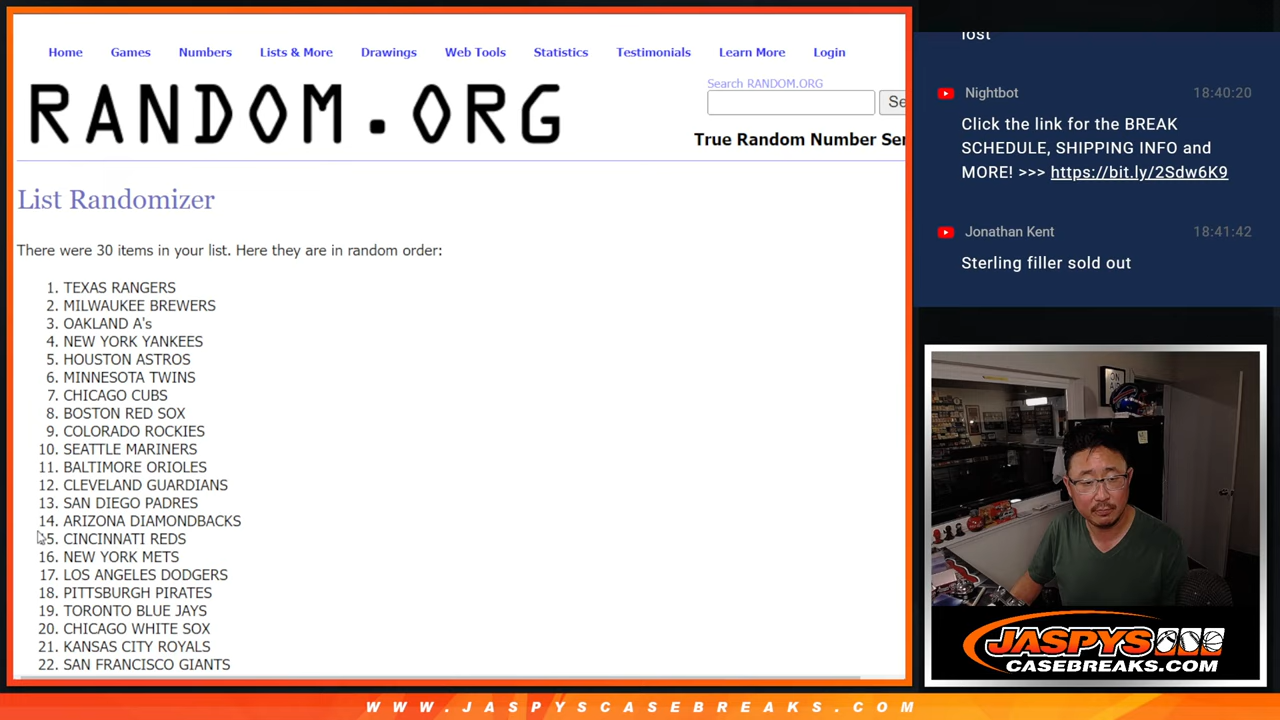 Home Games Numbers Lists & More Drawings Web Tools Statistics Testimonials Learn More Login
RANDOM.ORG
Search RANDOM.ORG
True Random Number
List Randomizer
There were 30 items in your list. Here they are in random order:
1. TEXAS RANGERS
2. MILWAUKEE BREWERS
3. OAKLAND A's
4. NEW YORK YANKEES
5. HOUSTON ASTROS
6. MINNESOTA TWINS
7. CHICAGO CUBS
8. BOSTON RED SOX
9. COLORADO ROCKIES
10. SEATTLE MARINERS
11. BALTIMORE ORIOLES
12. CLEVELAND GUARDIANS
13. SAN DIEGO PADRES
14. ARIZONA DIAMONDBACKS
15. CINCINNATI REDS
16. NEW YORK METS
17. LOS ANGELES DODGERS
18. PITTSBURGH PIRATES
19. TORONTO BLUE JAYS
20. CHICAGO WHITE SOX
21. KANSAS CITY ROYALS
22. SAN FRANCISCO GIANTS
lost
Nightbot 18:40:20
Click the link for the BREAK
SCHEDULE, SHIPPING INFO and
MORE! >>> https://bit.ly/2Sdw6K9
Jonathan Kent 18:41:42
Sterling filler sold out
ON
JASPYS
CASEBREAKS.COM
WWW.JASPYSCASEBREAKS.COM